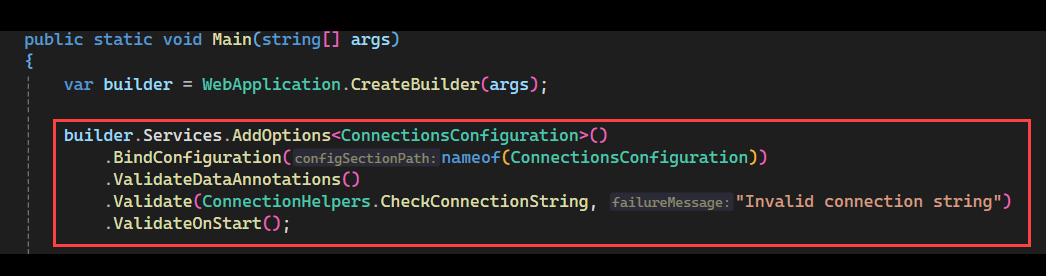 public static void Main(string[] args)
{
var builder = WebApplication.CreateBuilder(args);
builder.Services.AddOptions<ConnectionsConfiguration>()
.BindConfiguration(configSectionPath:nameof(ConnectionsConfiguration))
.ValidateDataAnnotations()
.Validate(ConnectionHelpers.CheckConnectionString, failureMessage:"Invalid connection string")
.ValidateOnStart();